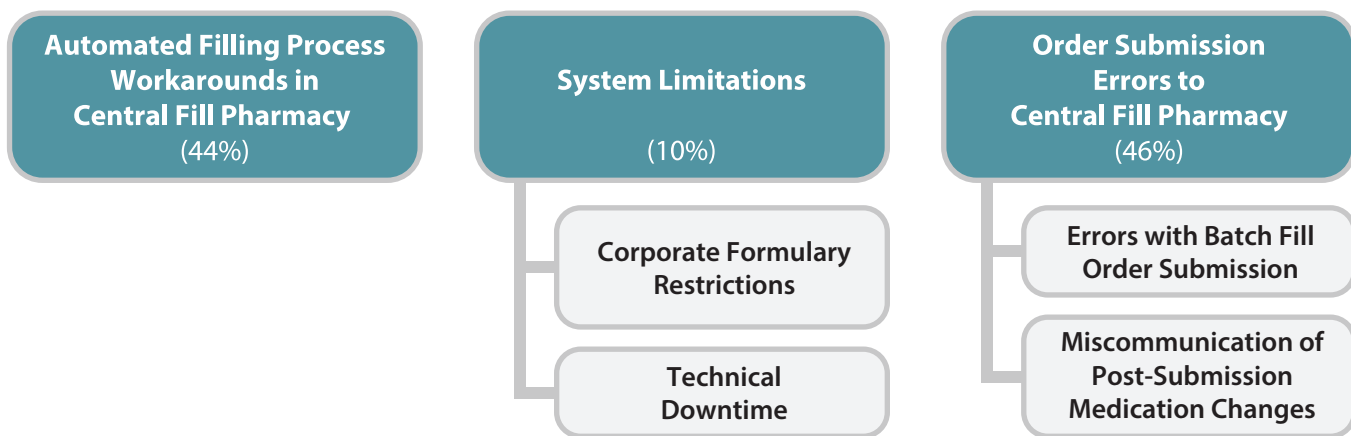 Automated Filling Process
Workarounds in
Central Fill Pharmacy
(44%)
System Limitations
(10%)
Corporate Formulary
Restrictions
Technical
Downtime
Order Submission
Errors to
Central Fill Pharmacy
(46%)
Errors with Batch Fill
Order Submission
Miscommunication of
Post-Submission
Medication Changes